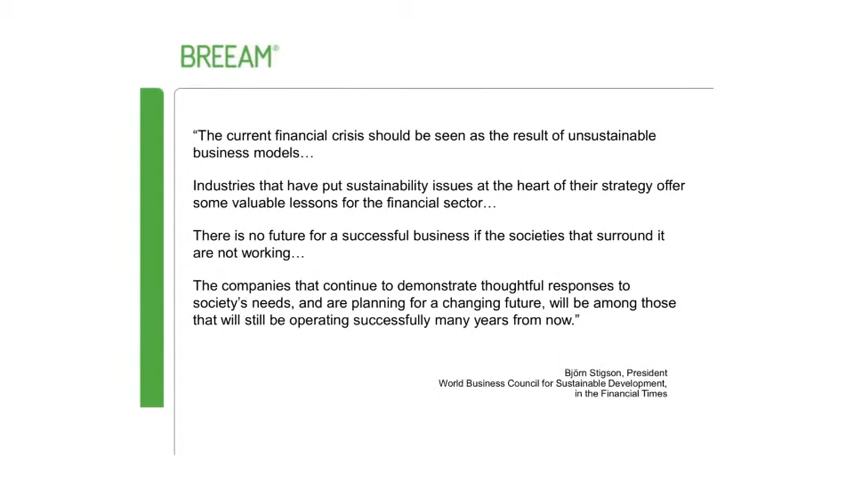 BREEAM®
“The current financial crisis should be seen as the result of unsustainable
business models…
Industries that have put sustainability issues at the heart of their strategy offer
some valuable lessons for the financial sector…
There is no future for a successful business if the societies that surround it
are not working…
The companies that continue to demonstrate thoughtful responses to
society’s needs, and are planning for a changing future, will be among those
that will still be operating successfully many years from now.”
Björn Stigson, President
World Business Council for Sustainable Development,
in the Financial Times